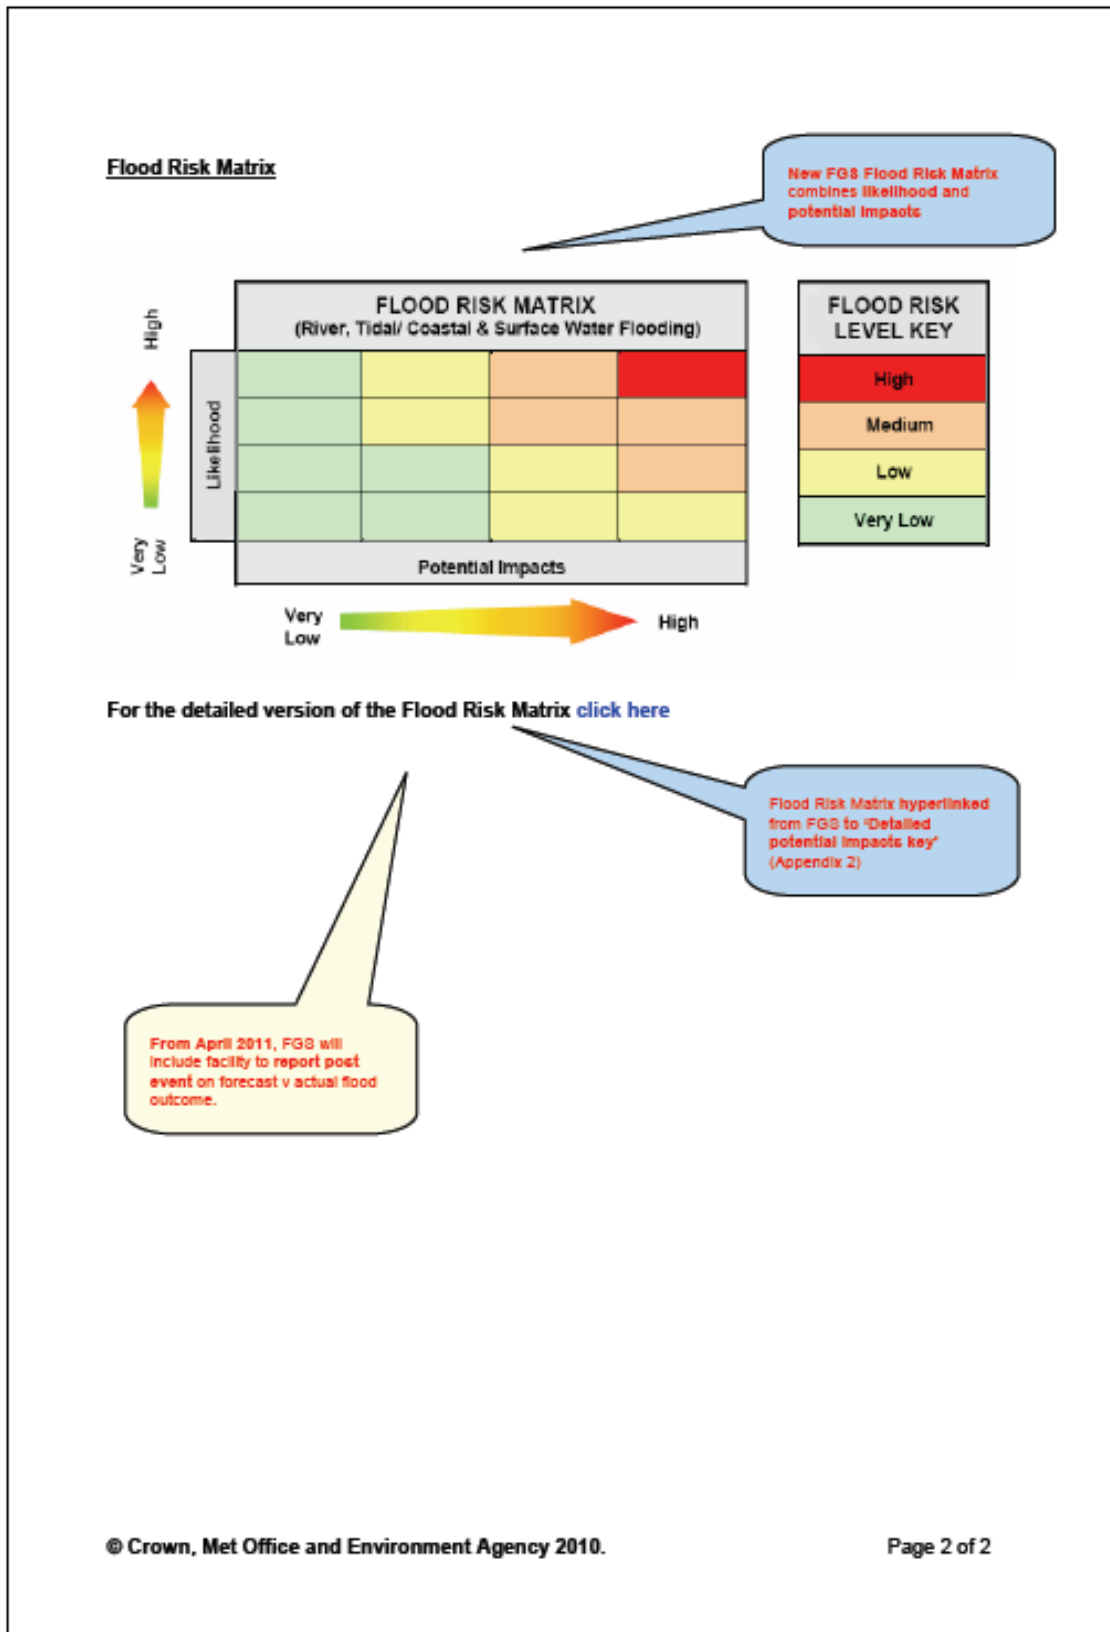 Flood Risk Matrix
New FGS Flood Risk Matrix
combines likelihood and
potential impacts
FLOOD RISK MATRIX
(River, Tidal/ Coastal & Surface Water Flooding)
High
Likelihood
Very
Low
Potential Impacts
Very
Low
High
FLOOD RISK
LEVEL KEY
High
Medium
Low
Very Low
For the detailed version of the Flood Risk Matrix click here
Flood Risk Matrix hyperlinked
from FGS to "Detailed
potential impacts key"
(Appendix 2)
From April 2011, FGS will
include facility to report post
event on forecast v actual flood
outcome.
© Crown, Met Office and Environment Agency 2010.
Page 2 of 2